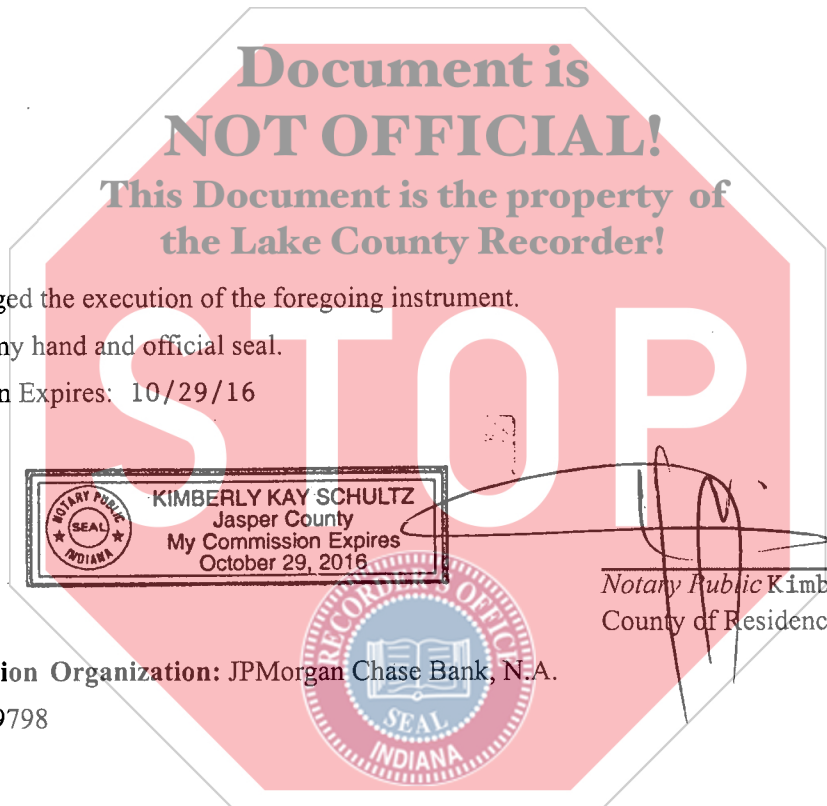 Document is
NOT OFFICIAL!
This Document is the property of
the Lake County Recorder!
ged the execution of the foregoing instrument.
ny hand and official seal.
n Expires: 10/29/16
STOP
NOTARY PUBLIC
SEAL
INDIANA
KIMBERLY KAY SCHULTZ
Jasper County
My Commission Expires
October 29, 2016
Notary Public Kimb
County of Residenc
RECORDER'S OFFICE
SEAL
INDIANA
ion Organization: JPMorgan Chase Bank, N.A.
9798